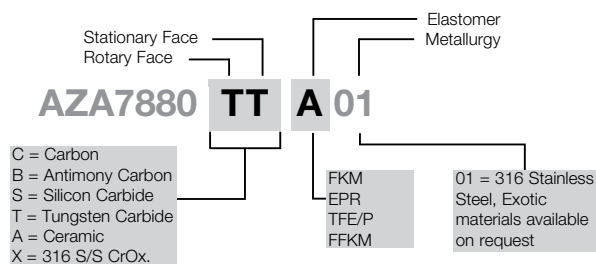 Elastomer
Stationary Face
Metallurgy
Rotary Face
AZA7880 TT A 01
C = Carbon
B = Antimony Carbon
S = Silicon Carbide
T = Tungsten Carbide
A = Ceramic
X = 316 S/S CrOx.
FKM
EPR
TFE/P
FFKM
01 = 316 Stainless
Steel, Exotic
materials available
on request